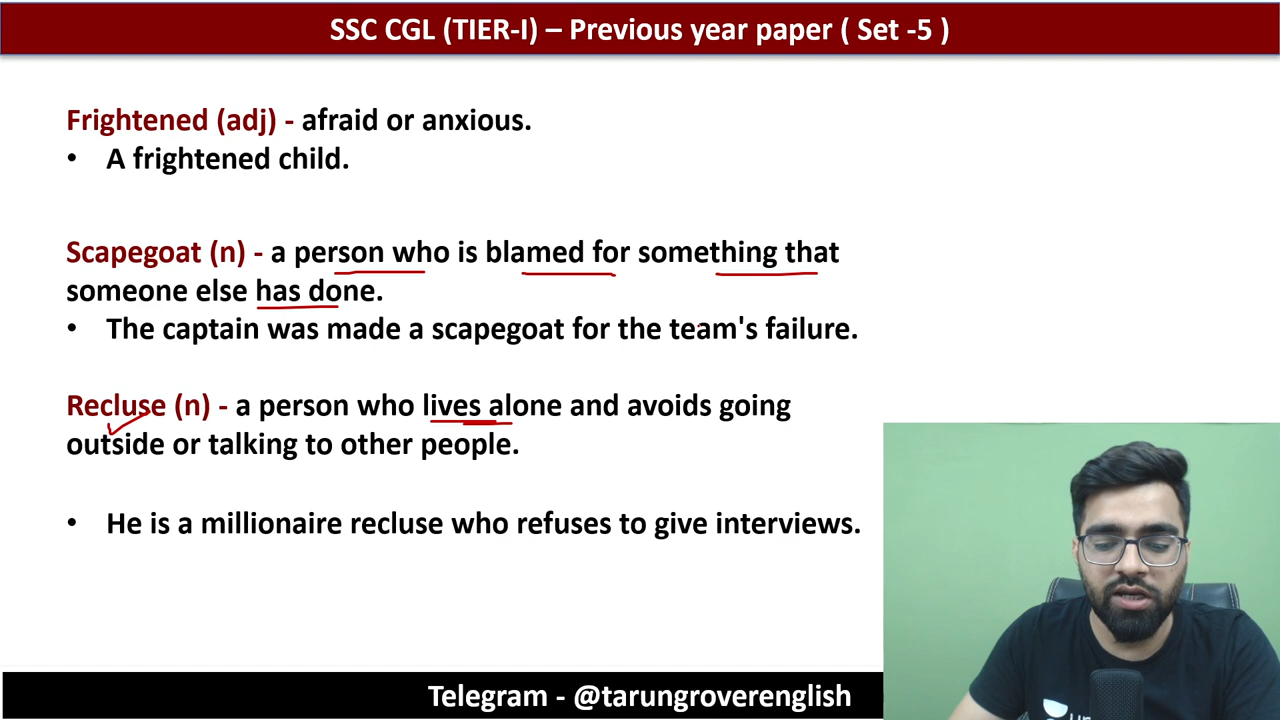 SSC CGL (TIER-I) – Previous year paper ( Set -5 )
Frightened (adj) - afraid or anxious.
• A frightened child.
Scapegoat (n) - a person who is blamed for something that
someone else has done.
• The captain was made a scapegoat for the team's failure.
Recluse (n) - a person who lives alone and avoids going
outside or talking to other people.
• He is a millionaire recluse who refuses to give interviews.
Telegram - @tarungroverenglish